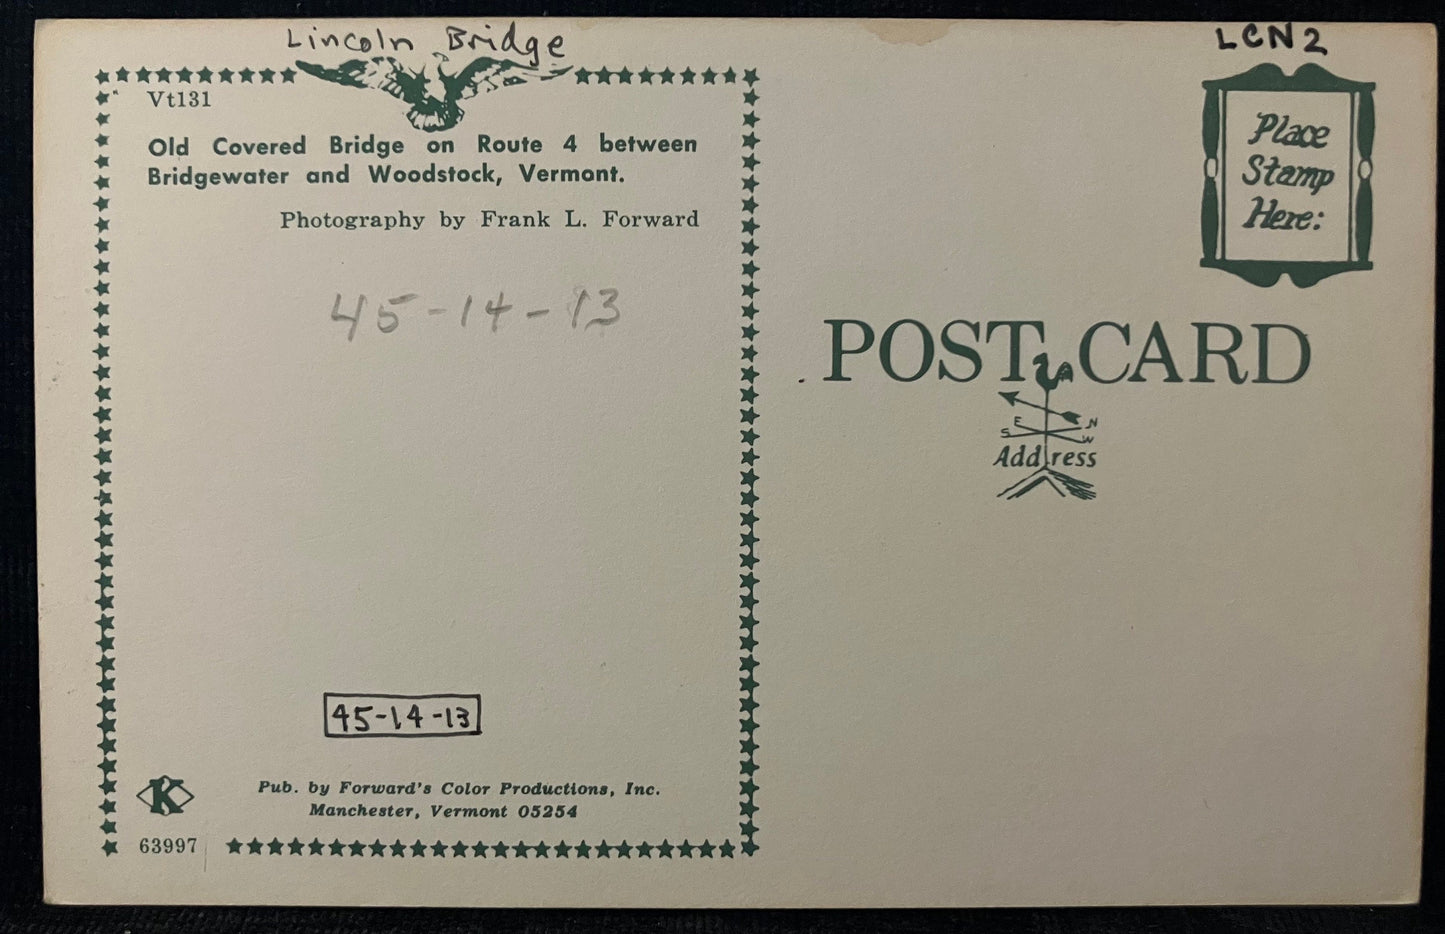 Lincoln Bridge
LCN2
Vt131
Old Covered Bridge on Route 4 between
Bridgewater and Woodstock, Vermont.
Photography by Frank L. Forward
45-14-13
45-14-13
Pub. by Forward's Color Productions, Inc.
Manchester, Vermont 05254
K
63997
Place
Stamp
Here:
POST CARD
E N
S W
Address